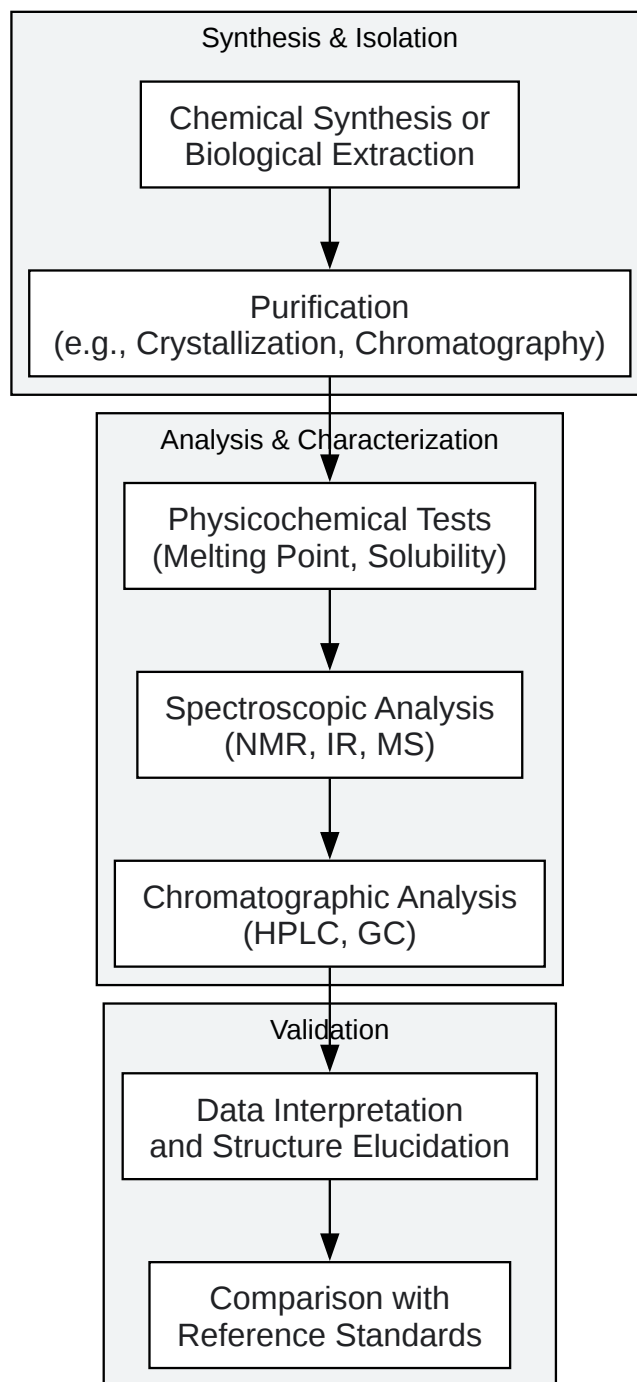 Synthesis & Isolation
Chemical Synthesis or
Biological Extraction
Purification
(e.g., Crystallization, Chromatography)
Analysis & Characterization
Physicochemical Tests
(Melting Point, Solubility)
Spectroscopic Analysis
(NMR, IR, MS)
Chromatographic Analysis
(HPLC, GC)
Validation
Data Interpretation
and Structure Elucidation
Comparison with
Reference Standards